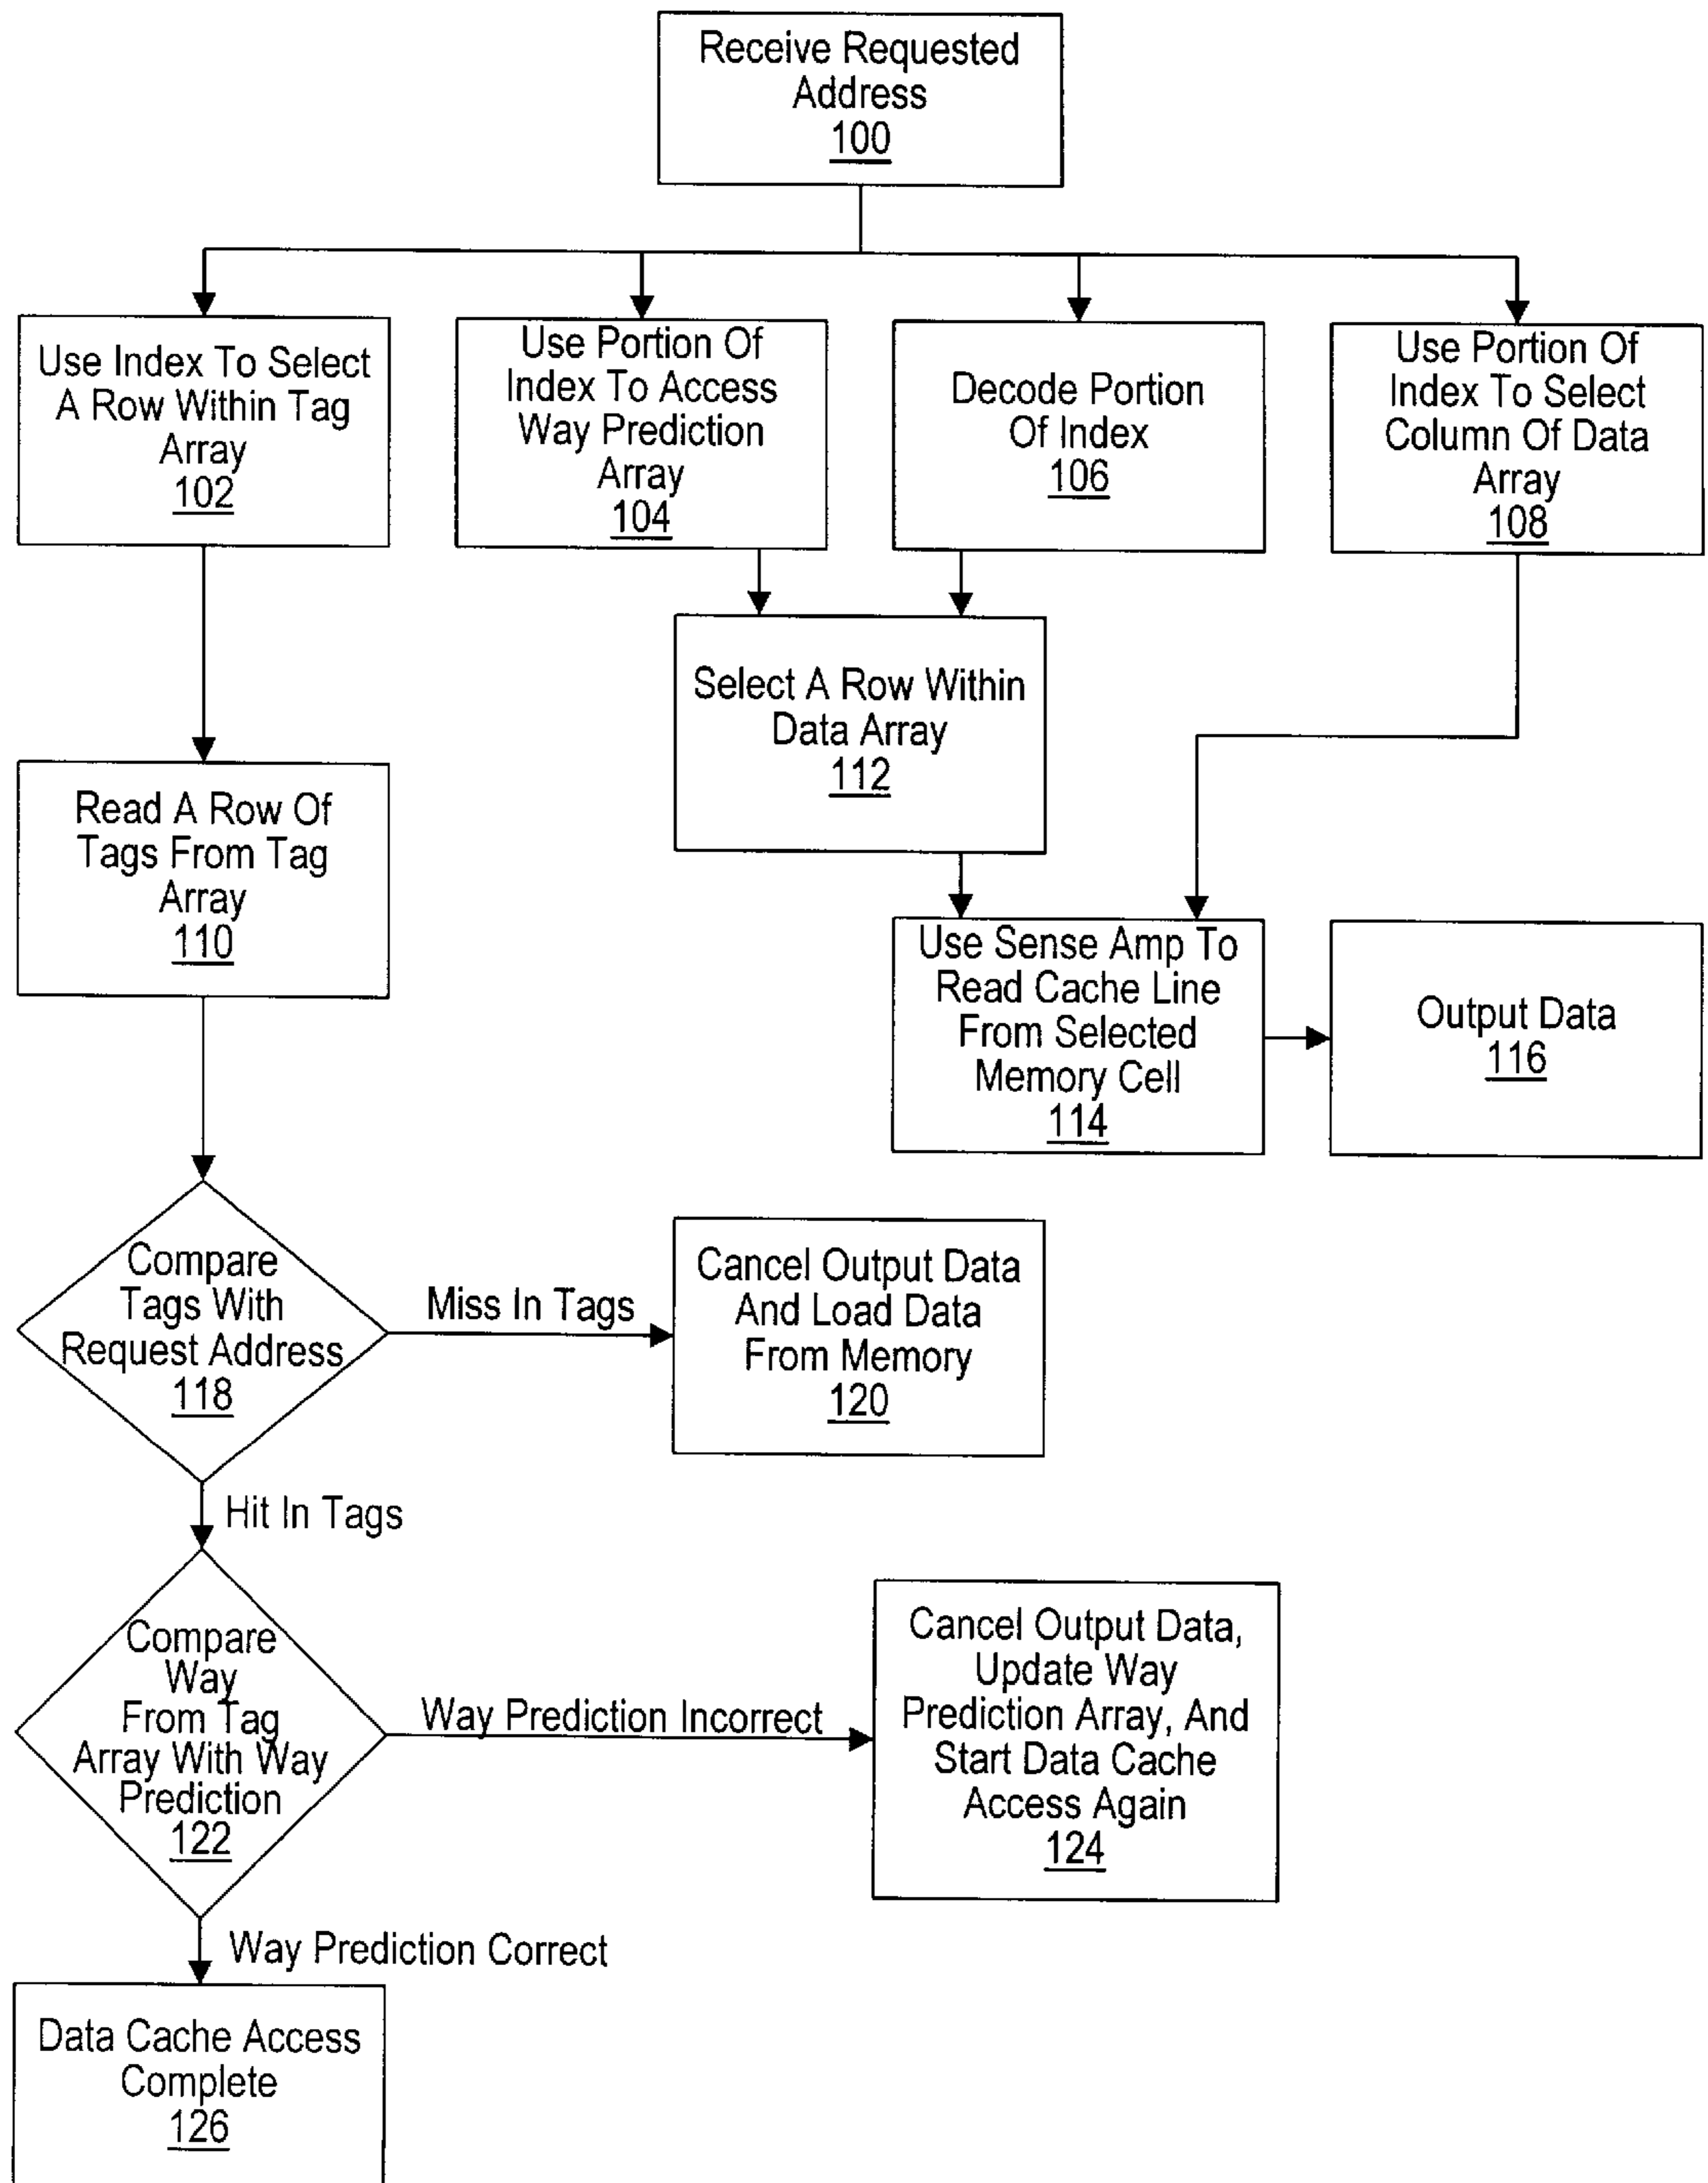 Receive Requested
Address
100
Use Index To Select
A Row Within Tag
Array
102
Use Portion Of
Index To Access
Way Prediction
Array
104
Decode Portion
Of Index
106
Use Portion Of
Index To Select
Column Of Data
Array
108
Select A Row Within
Data Array
112
Read A Row Of
Tags From Tag
Array
110
Use Sense Amp To
Read Cache Line
From Selected
Memory Cell
114
Output Data
116
Compare
Tags With
Request Address
118
Miss In Tags
Cancel Output Data
And Load Data
From Memory
120
Hit In Tags
Compare
Way
From Tag
Array With Way
Prediction
122
Way Prediction Incorrect
Cancel Output Data,
Update Way
Prediction Array, And
Start Data Cache
Access Again
124
Way Prediction Correct
Data Cache Access
Complete
126